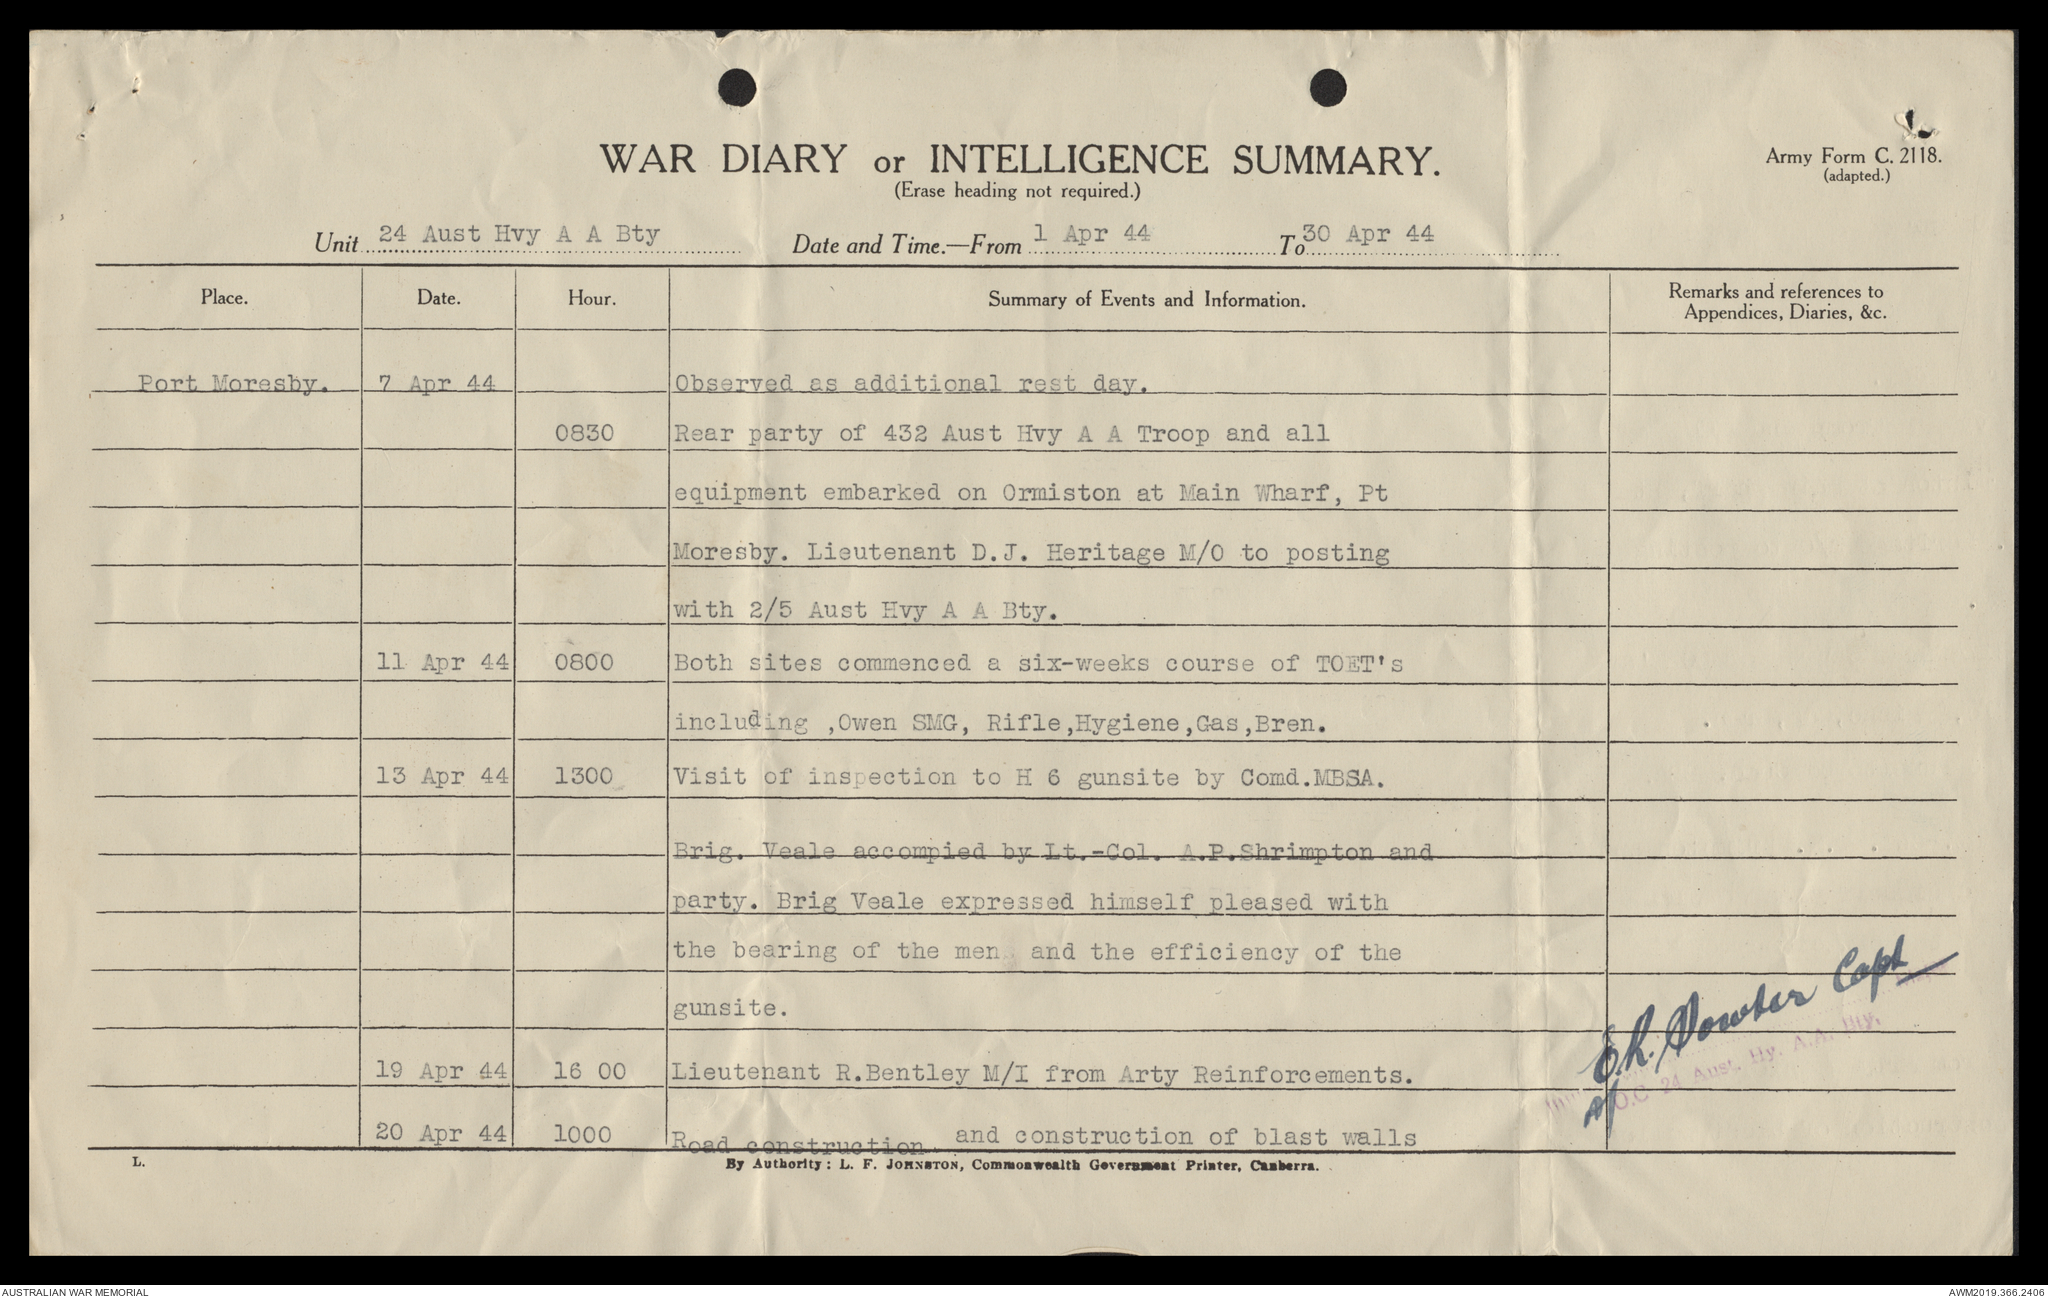 WAR DIARY or INTELLIGENCE SUMMARY.
(Erase heading not required.)
Army Form C. 2118.
(adapted.)
Unit 24 Aust Hvy A A Bty Date and Time.—From 1 Apr 44 To 30 Apr 44
Place. Date. Hour. Summary of Events and Information. Remarks and references to
Appendices, Diaries, &c.
Port Moresby. 7 Apr 44 Observed as additional rest day.
0830 Rear party of 432 Aust Hvy A A Troop and all
equipment embarked on Ormiston at Main Wharf, Pt
Moresby. Lieutenant D.J. Heritage M/O to posting
with 2/5 Aust Hvy A A Bty.
11 Apr 44 0800 Both sites commenced a six-weeks course of TOET's
including ,Owen SMG, Rifle,Hygiene,Gas,Bren.
13 Apr 44 1300 Visit of inspection to H 6 gunsite by Comd.MBSA.
Brig. Veale accompied by Lt.-Col. A.P.Shrimpton and
party. Brig Veale expressed himself pleased with
the bearing of the men and the efficiency of the
gunsite.
19 Apr 44 16 00 Lieutenant R.Bentley M/I from Arty Reinforcements.
20 Apr 44 1000 Road construction and construction of blast walls
Capt
O.C 24 Aust. Hy. A.A. Bty.
L.
By Authority: L. F. JOHNSTON, Commonwealth Government Printer, Canberra.
AUSTRALIAN WAR MEMORIAL
AWM2019.366.2406